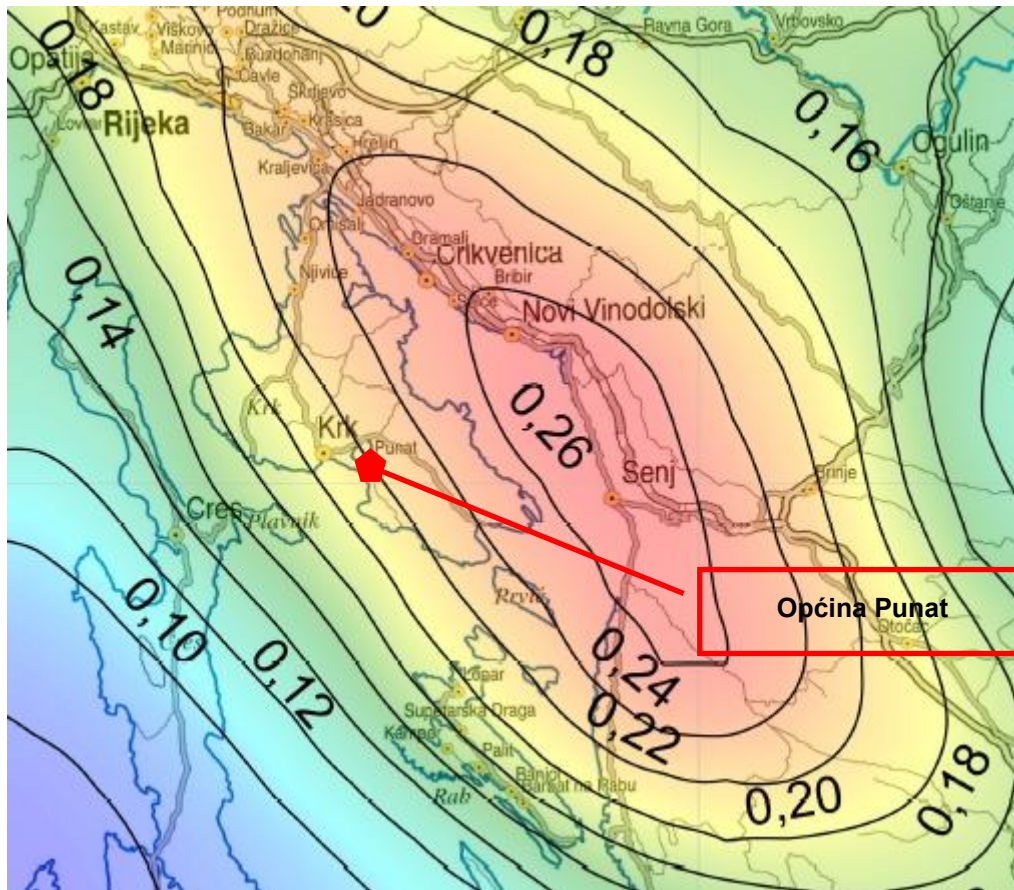 Ravna Gora
Vrbovsko
Kastav
Viškovo
Dražice
Marinići
Buzdohanj
Opatija
Čavle
0,18
0,18
Škrljevo
0,16
Rijeka
Krasica
Bakar
Hreljin
Ogulin
Kraljevica
Jadranovo
Oštarije
Omišalj
Dramalj
Crikvenica
Njivice
Bribir
0,14
Selce
Novi Vinodolski
Krk
0,26
Krk
Punat
Senj
Brinje
Cres
Plavnik
Prvić
0,10
Općina Punat
Otočac
0,12
0,24
Lopar
Supetarska Draga
0,22
Kampor
Palit
Banjol
Barbat na Rabu
Rab
0,20
0,18